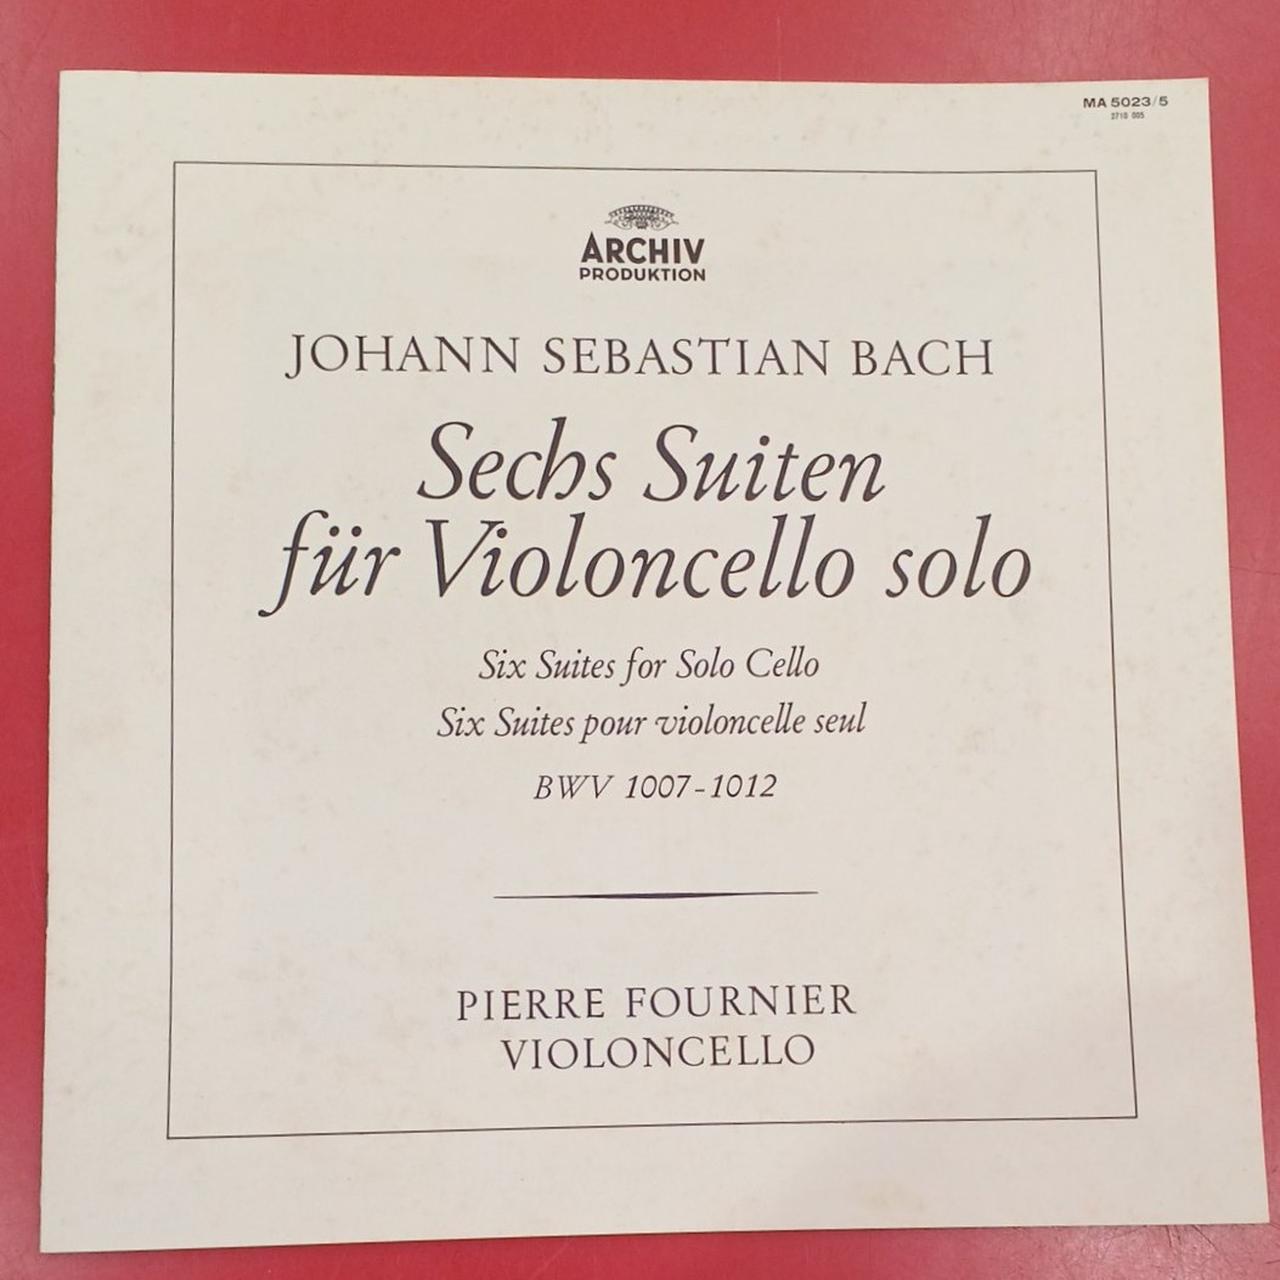 MA 5023/5
2710 005
ARCHIV
PRODUKTION
JOHANN SEBASTIAN BACH
Sechs Suiten
für Violoncello solo
Six Suites for Solo Cello
Six Suites pour violoncelle seul
BWV 1007-1012
PIERRE FOURNIER
VIOLONCELLO